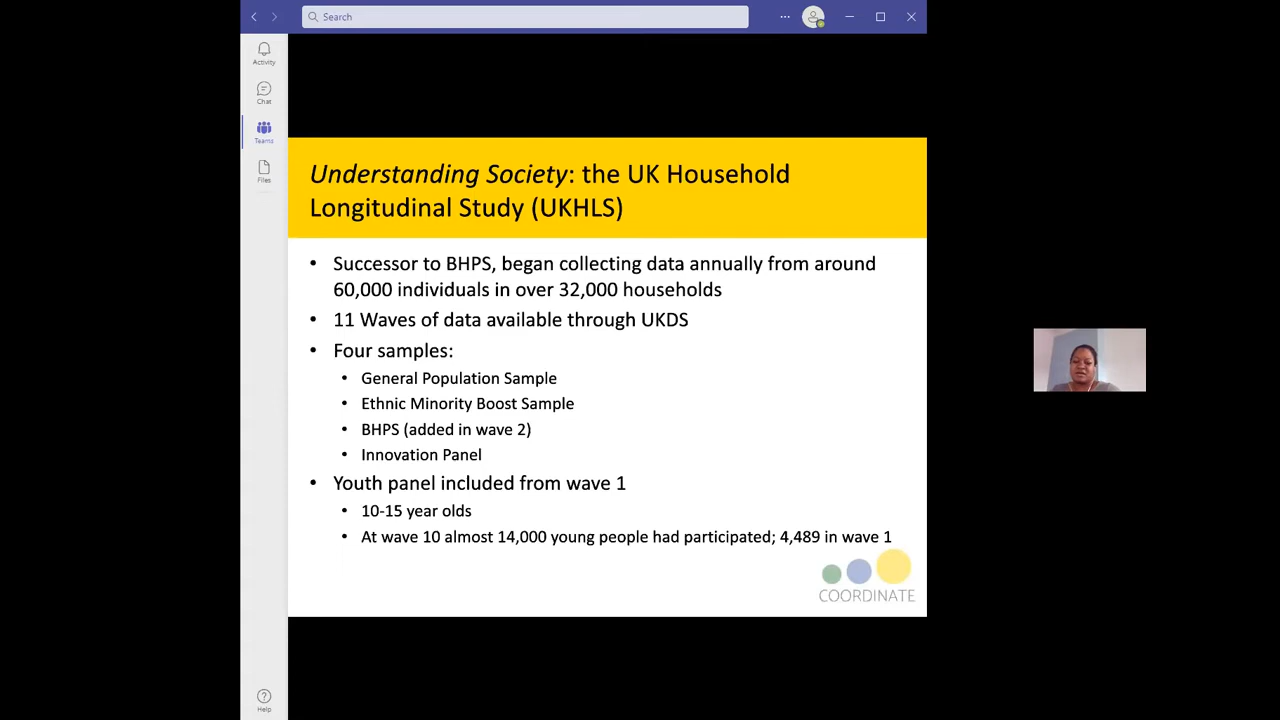 Search
Activity
Chat
Teams
Files
Understanding Society: the UK Household
Longitudinal Study (UKHLS)
• Successor to BHPS, began collecting data annually from around
60,000 individuals in over 32,000 households
• 11 Waves of data available through UKDS
• Four samples:
• General Population Sample
• Ethnic Minority Boost Sample
• BHPS (added in wave 2)
• Innovation Panel
• Youth panel included from wave 1
• 10-15 year olds
• At wave 10 almost 14,000 young people had participated; 4,489 in wave 1
COORDINATE
Help